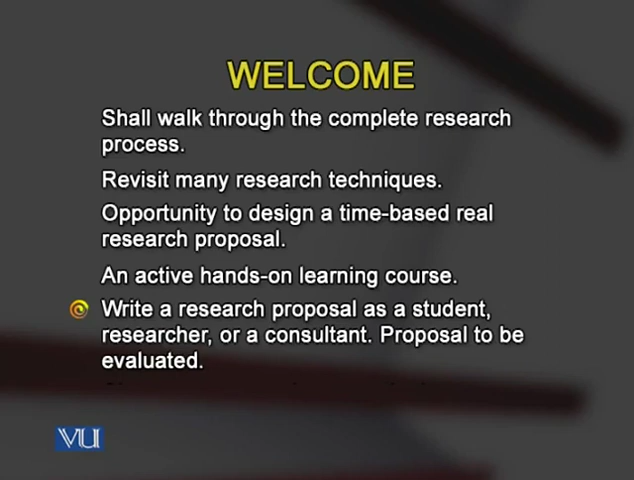 WELCOME
Shall walk through the complete research
process.
Revisit many research techniques.
Opportunity to design a time-based real
research proposal.
An active hands-on learning course.
Write a research proposal as a student,
researcher, or a consultant. Proposal to be
evaluated.
VU